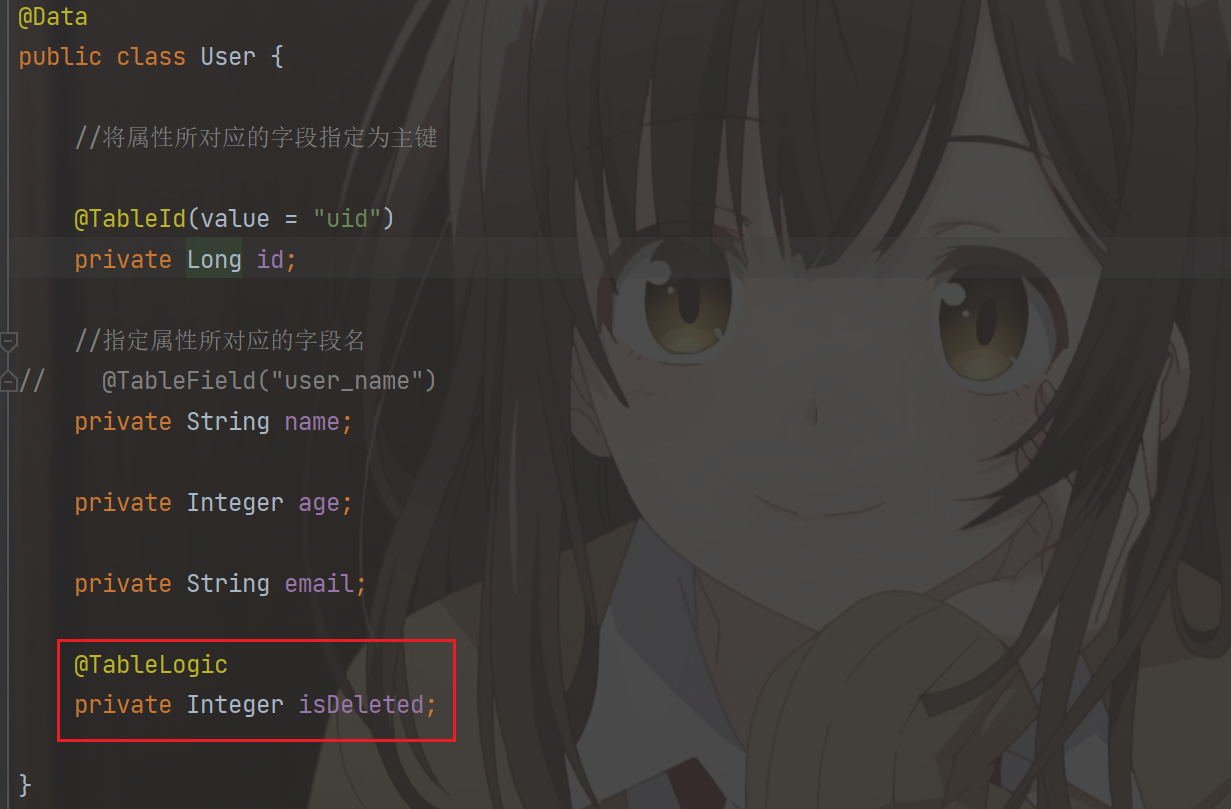 @Data
public class User {
//将属性所对应的字段指定为主键
@TableId(value = "uid")
private Long id;
//指定属性所对应的字段名
//    @TableField("user_name")
private String name;
private Integer age;
private String email;
@TableLogic
private Integer isDeleted;
}